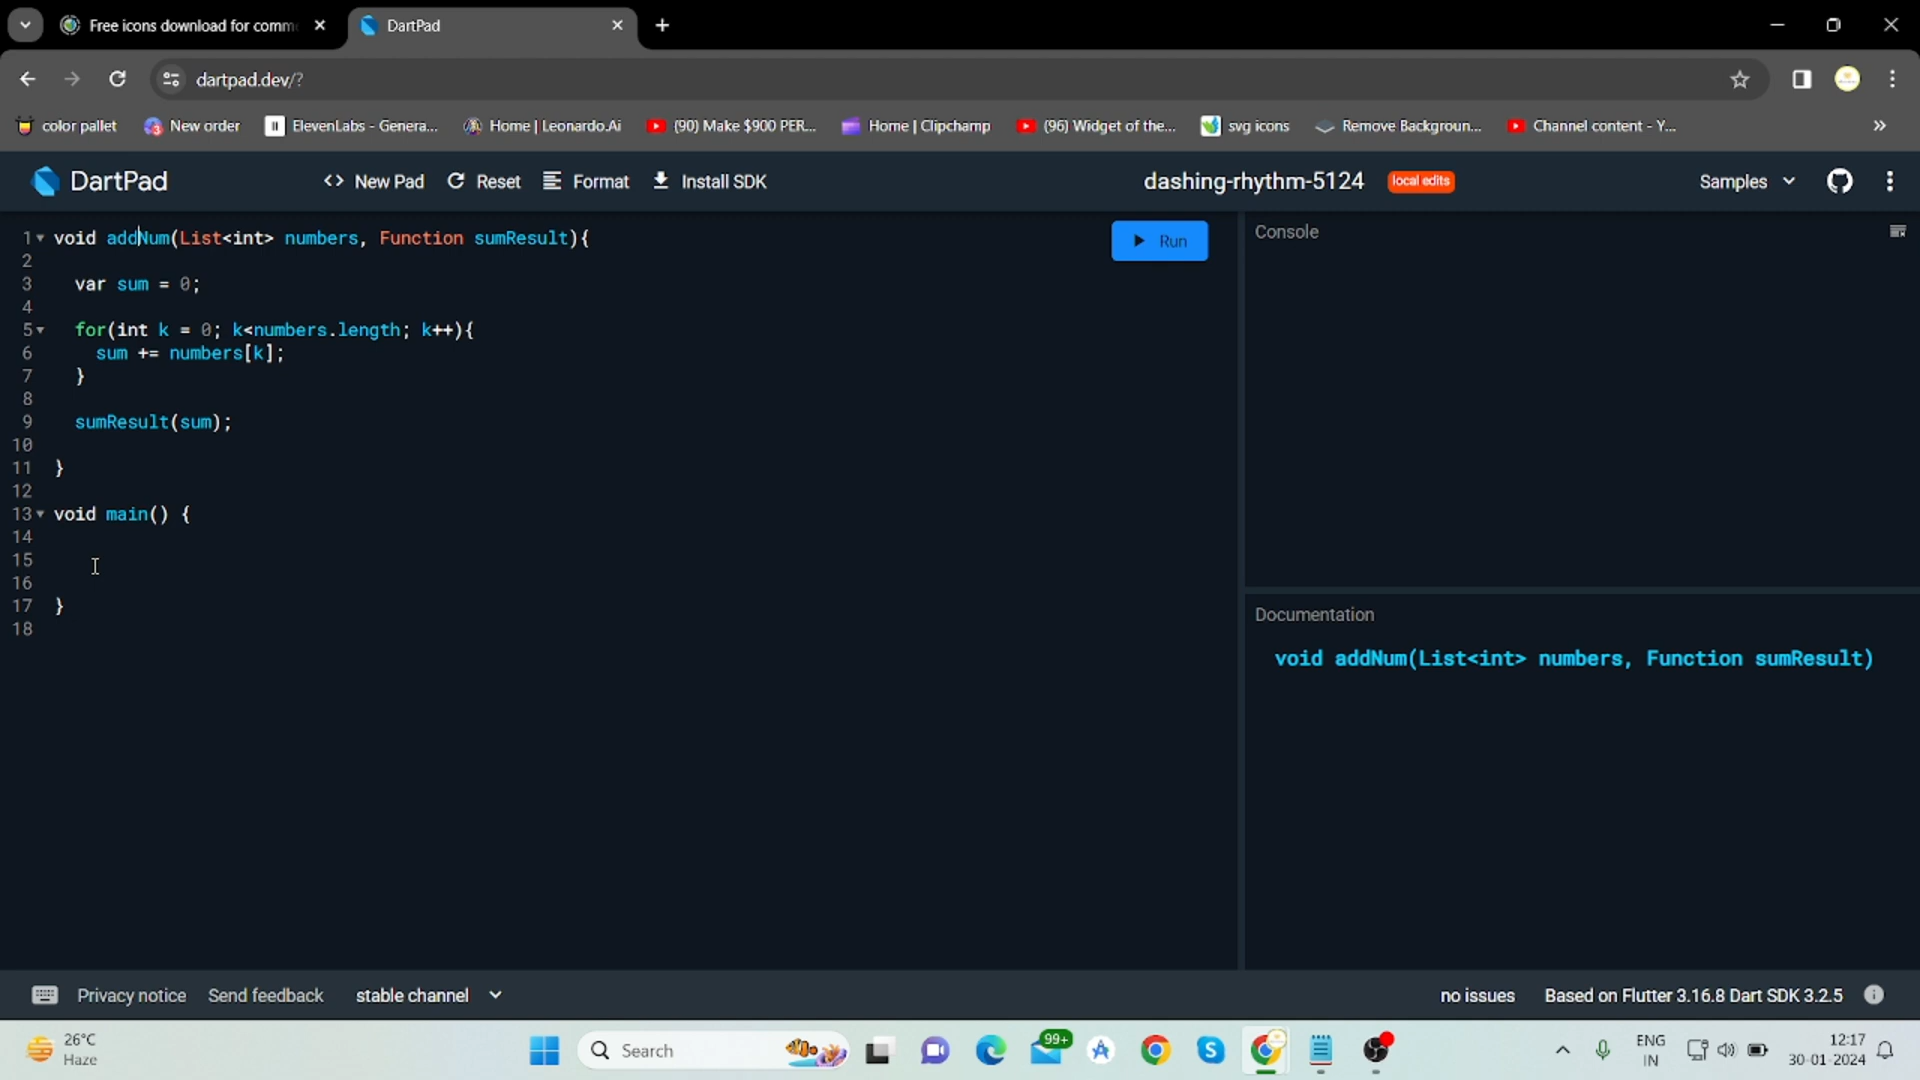 Free icons download for comm
DartPad
dartpad.dev/?
color pallet
New order
ElevenLabs - Genera...
Home | Leonardo.Ai
(90) Make $900 PER...
Home | Clipchamp
(96) Widget of the...
svg icons
Remove Backgroun...
Channel content - Y...
DartPad
<> New Pad
Reset
Format
Install SDK
dashing-rhythm-5124
local edits
Samples
1 void addNum(List<int> numbers, Function sumResult){
2
3 var sum = 0;
4
5 for(int k = 0; k<numbers.length; k++){
6 sum += numbers[k];
7 }
8
9 sumResult(sum);
10
11 }
12
13 void main() {
14
15
16
17 }
18
Run
Console
Documentation
void addNum(List<int> numbers, Function sumResult)
Privacy notice
Send feedback
stable channel
no issues
Based on Flutter 3.16.8 Dart SDK 3.2.5
26°C
Haze
Search
99+
ENG
IN
12:17
30-01-2024